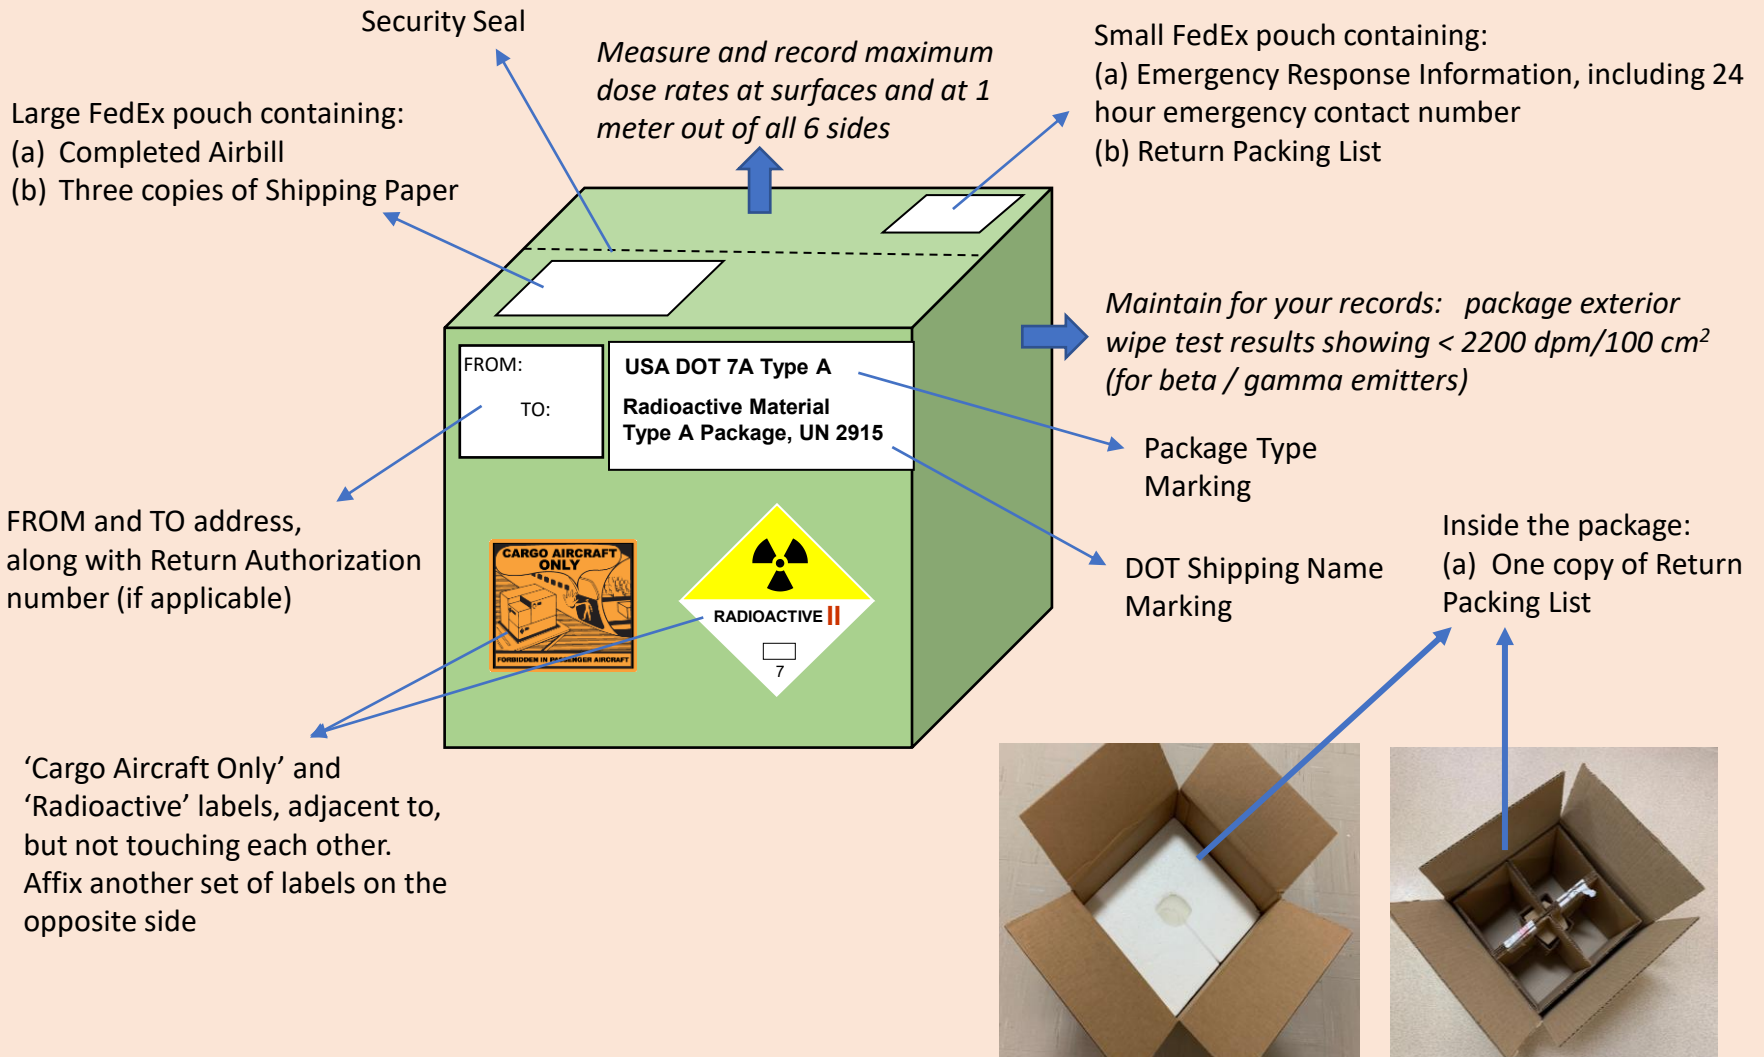 Security Seal
Measure and record maximum
dose rates at surfaces and at 1
meter out of all 6 sides
Small FedEx pouch containing:
(a) Emergency Response Information, including 24
hour emergency contact number
(b) Return Packing List
Large FedEx pouch containing:
(a) Completed Airbill
(b) Three copies of Shipping Paper
Maintain for your records: package exterior
wipe test results showing < 2200 dpm/100 cm²
(for beta / gamma emitters)
FROM:
TO:
USA DOT 7A Type A
Radioactive Material
Type A Package, UN 2915
Package Type
Marking
FROM and TO address,
along with Return Authorization
number (if applicable)
CARGO AIRCRAFT
ONLY
FORBIDDEN IN PASSENGER AIRCRAFT
RADIOACTIVE II
7
DOT Shipping Name
Marking
Inside the package:
(a) One copy of Return
Packing List
‘Cargo Aircraft Only’ and
‘Radioactive’ labels, adjacent to,
but not touching each other.
Affix another set of labels on the
opposite side